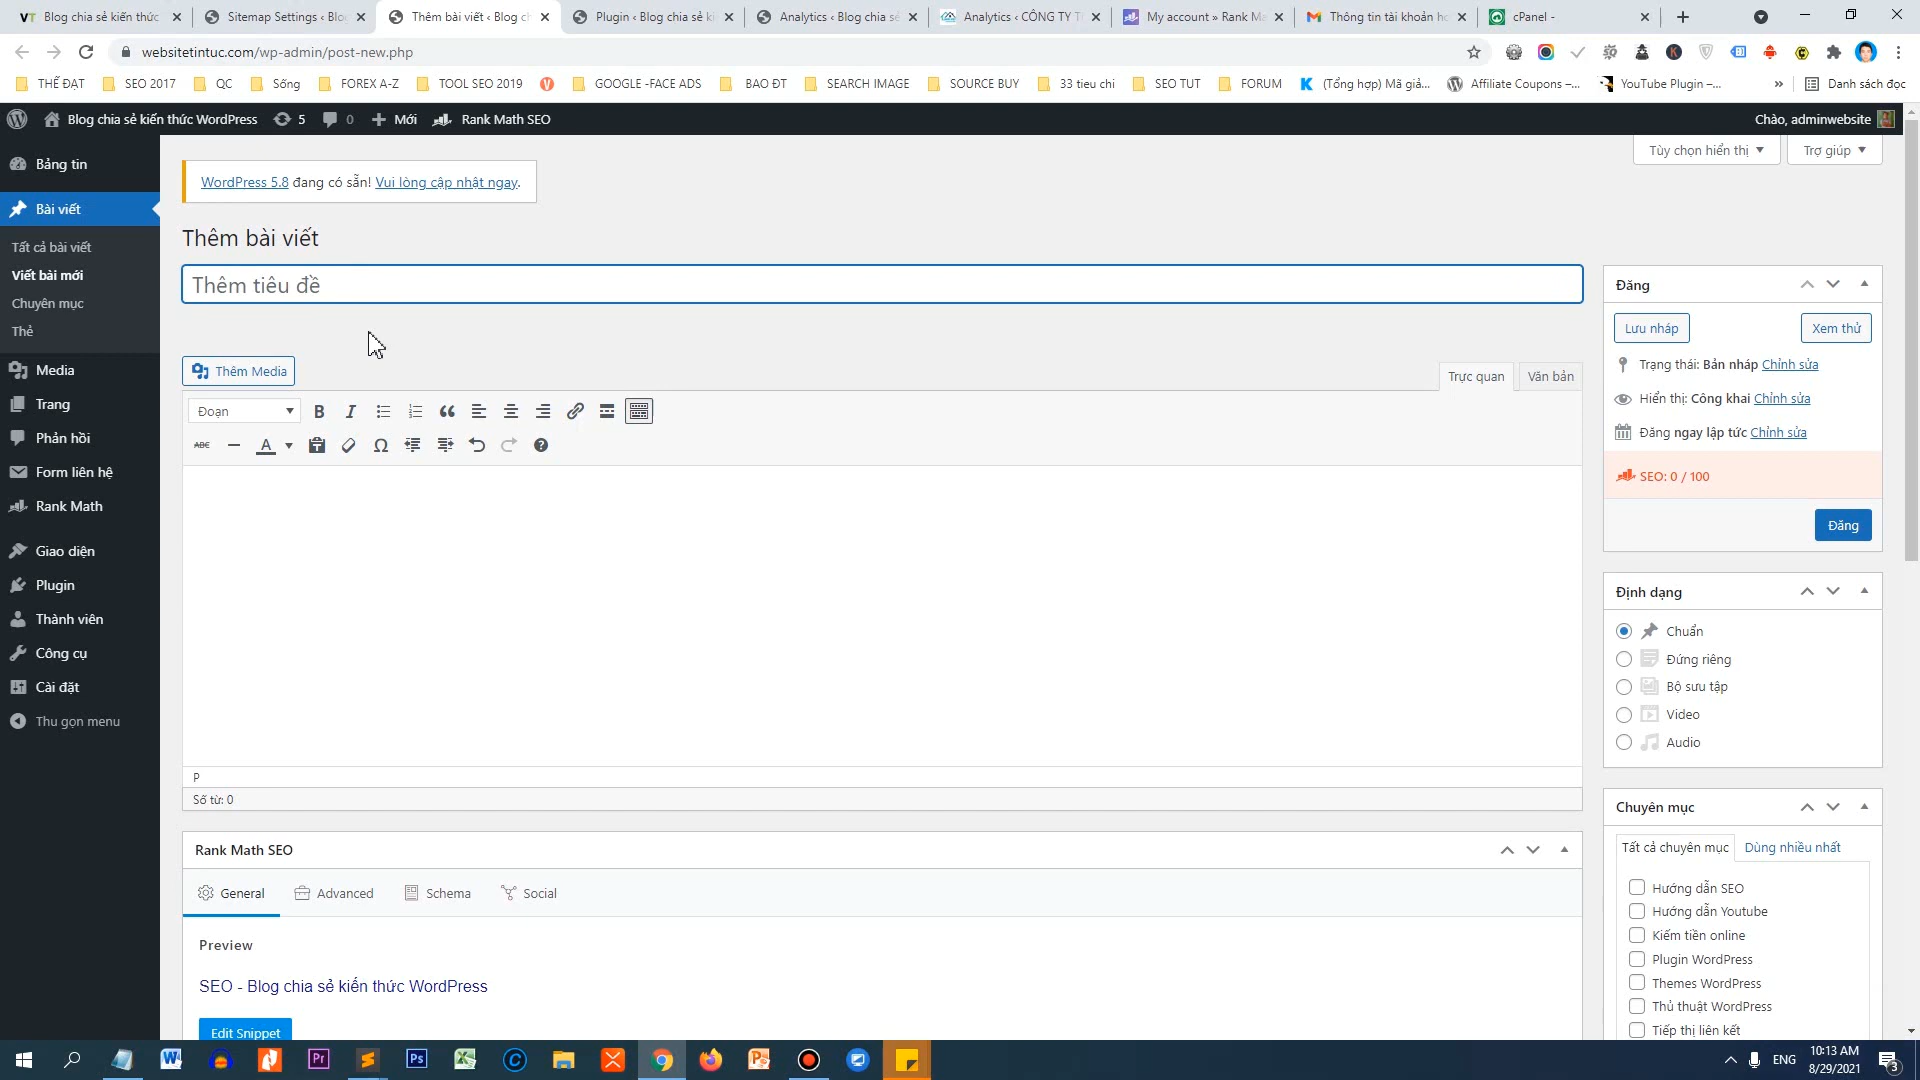 Blog chia sẻ kiến thức
Sitemap Settings ‹ Blo
Thêm bài viết ‹ Blog ch
Plugin ‹ Blog chia sẻ ki
Analytics ‹ Blog chia sẻ
Analytics ‹ CÔNG TY T
My account » Rank Ma
Thông tin tài khoản ho
cPanel -
websitetintuc.com/wp-admin/post-new.php
THẾ ĐẠT
SEO 2017
QC
Sống
FOREX A-Z
TOOL SEO 2019
GOOGLE -FACE ADS
BAO ĐT
SEARCH IMAGE
SOURCE BUY
33 tieu chi
SEO TUT
FORUM
(Tổng hợp) Mã giả...
Affiliate Coupons –...
YouTube Plugin –...
»
Danh sách đọc
Blog chia sẻ kiến thức WordPress
5
0
Mới
Rank Math SEO
Chào, adminwebsite
Bảng tin
Bài viết
Tất cả bài viết
Viết bài mới
Chuyên mục
Thẻ
Media
Trang
Phản hồi
Form liên hệ
Rank Math
Giao diện
Plugin
Thành viên
Công cụ
Cài đặt
Thu gọn menu
Tùy chọn hiển thị
Trợ giúp
WordPress 5.8 đang có sẵn! Vui lòng cập nhật ngay.
Thêm bài viết
Thêm tiêu đề
Thêm Media
Trực quan
Văn bản
Đoạn
B
I
ABC
A
Ω
P
Số từ: 0
Rank Math SEO
General
Advanced
Schema
Social
Preview
SEO - Blog chia sẻ kiến thức WordPress
Edit Snippet
Đăng
Lưu nháp
Xem thử
Trạng thái: Bản nháp Chỉnh sửa
Hiển thị: Công khai Chỉnh sửa
Đăng ngay lập tức Chỉnh sửa
SEO: 0 / 100
Đăng
Định dạng
Chuẩn
Đứng riêng
Bộ sưu tập
Video
Audio
Chuyên mục
Tất cả chuyên mục
Dùng nhiều nhất
Hướng dẫn SEO
Hướng dẫn Youtube
Kiếm tiền online
Plugin WordPress
Themes WordPress
Thủ thuật WordPress
Tiếp thị liên kết
ENG
10:13 AM
8/29/2021
3